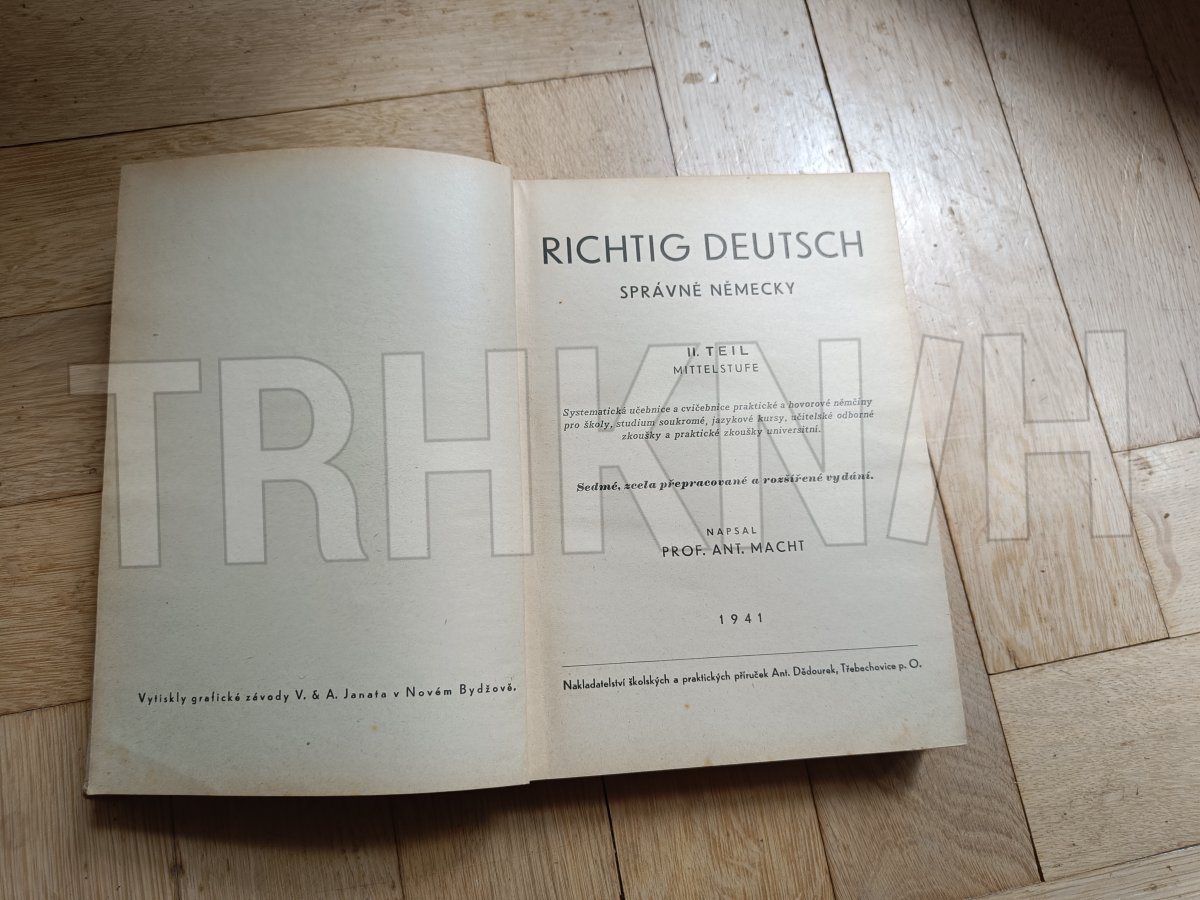 Vytiskly grafické závody V. & A. Janata v Novém Bydžově.
RICHTIG DEUTSCH
SPRÁVNĚ NĚMECKY
II. TEIL
MITTELSTUFE
Systematická učebnice a cvičebnice praktické a hovorové němčiny
pro školy, studium soukromé, jazykové kursy, učitelské odborné
zkoušky a praktické zkoušky universitní.
Sedmé, zcela přepracované a rozšířené vydání.
NAPSAL
PROF. ANT. MACHT
1941
Nakladatelství školských a praktických příruček Ant. Dědourek, Třebechovice p. O.
TRHKNIH